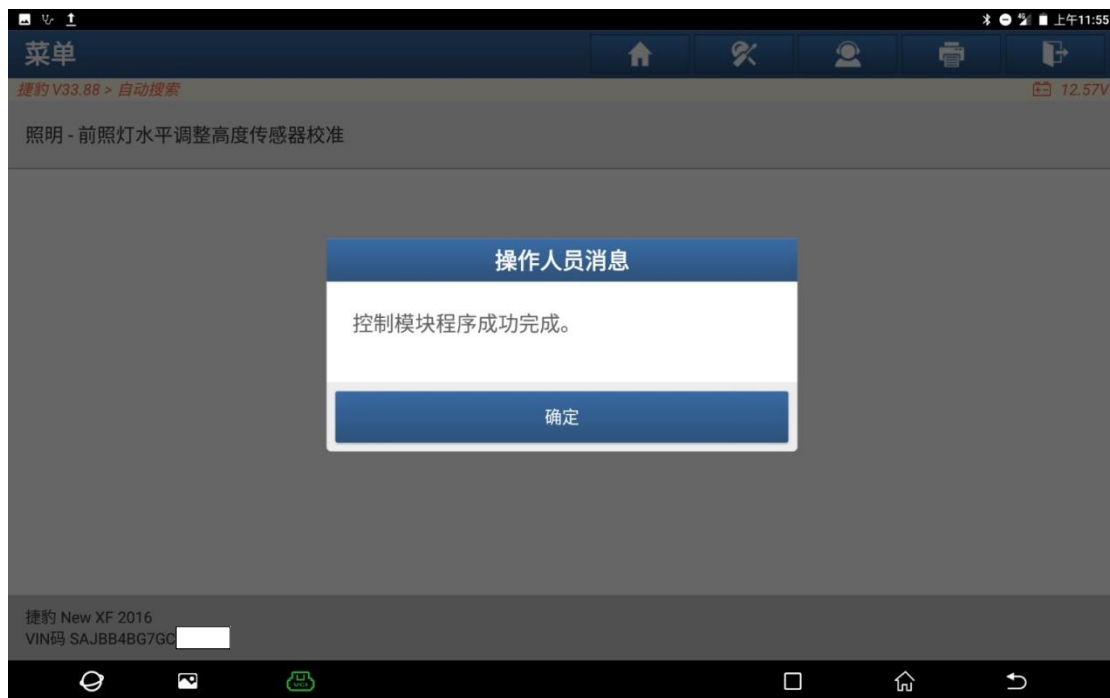 上午11:55
菜单
捷豹 V33.88 > 自动搜索
12.57V
照明 - 前照灯水平调整高度传感器校准
操作人员消息
控制模块程序成功完成。
确定
捷豹 New XF 2016
VIN码 SAJBB4BG7GC
VCI